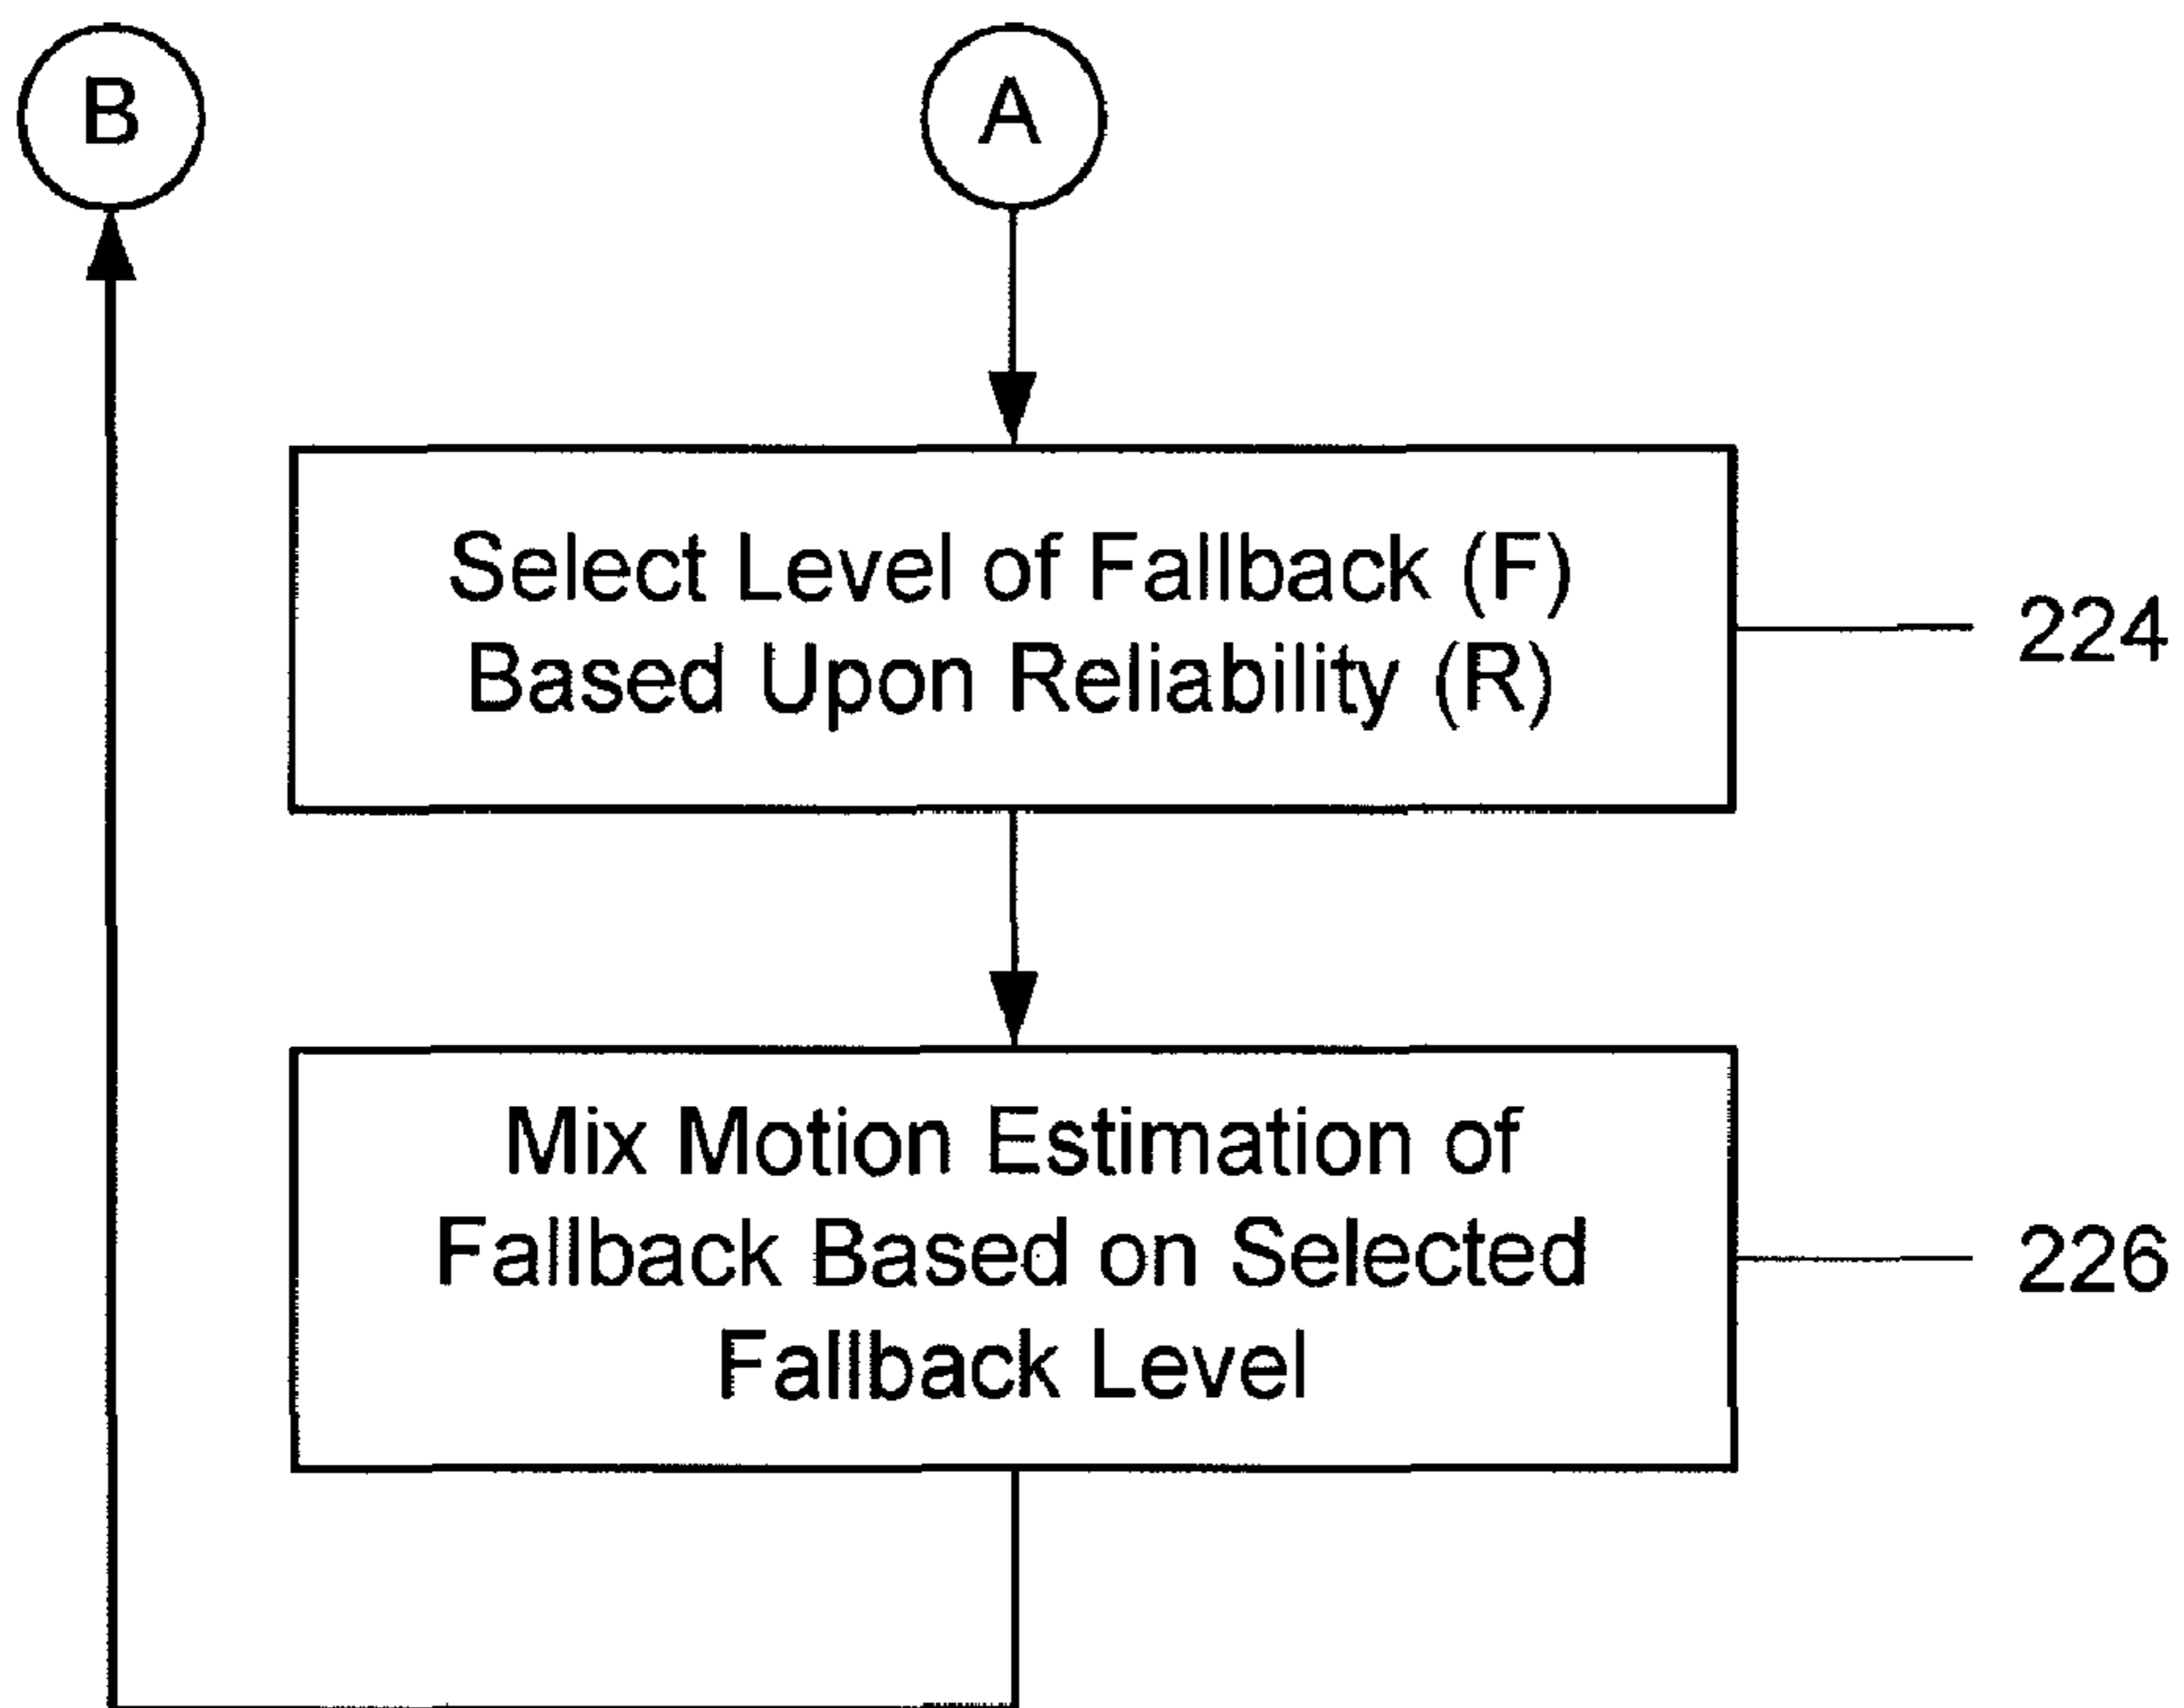 B
A
Select Level of Fallback (F)
Based Upon Reliability (R)
224
Mix Motion Estimation of
Fallback Based on Selected
Fallback Level
226